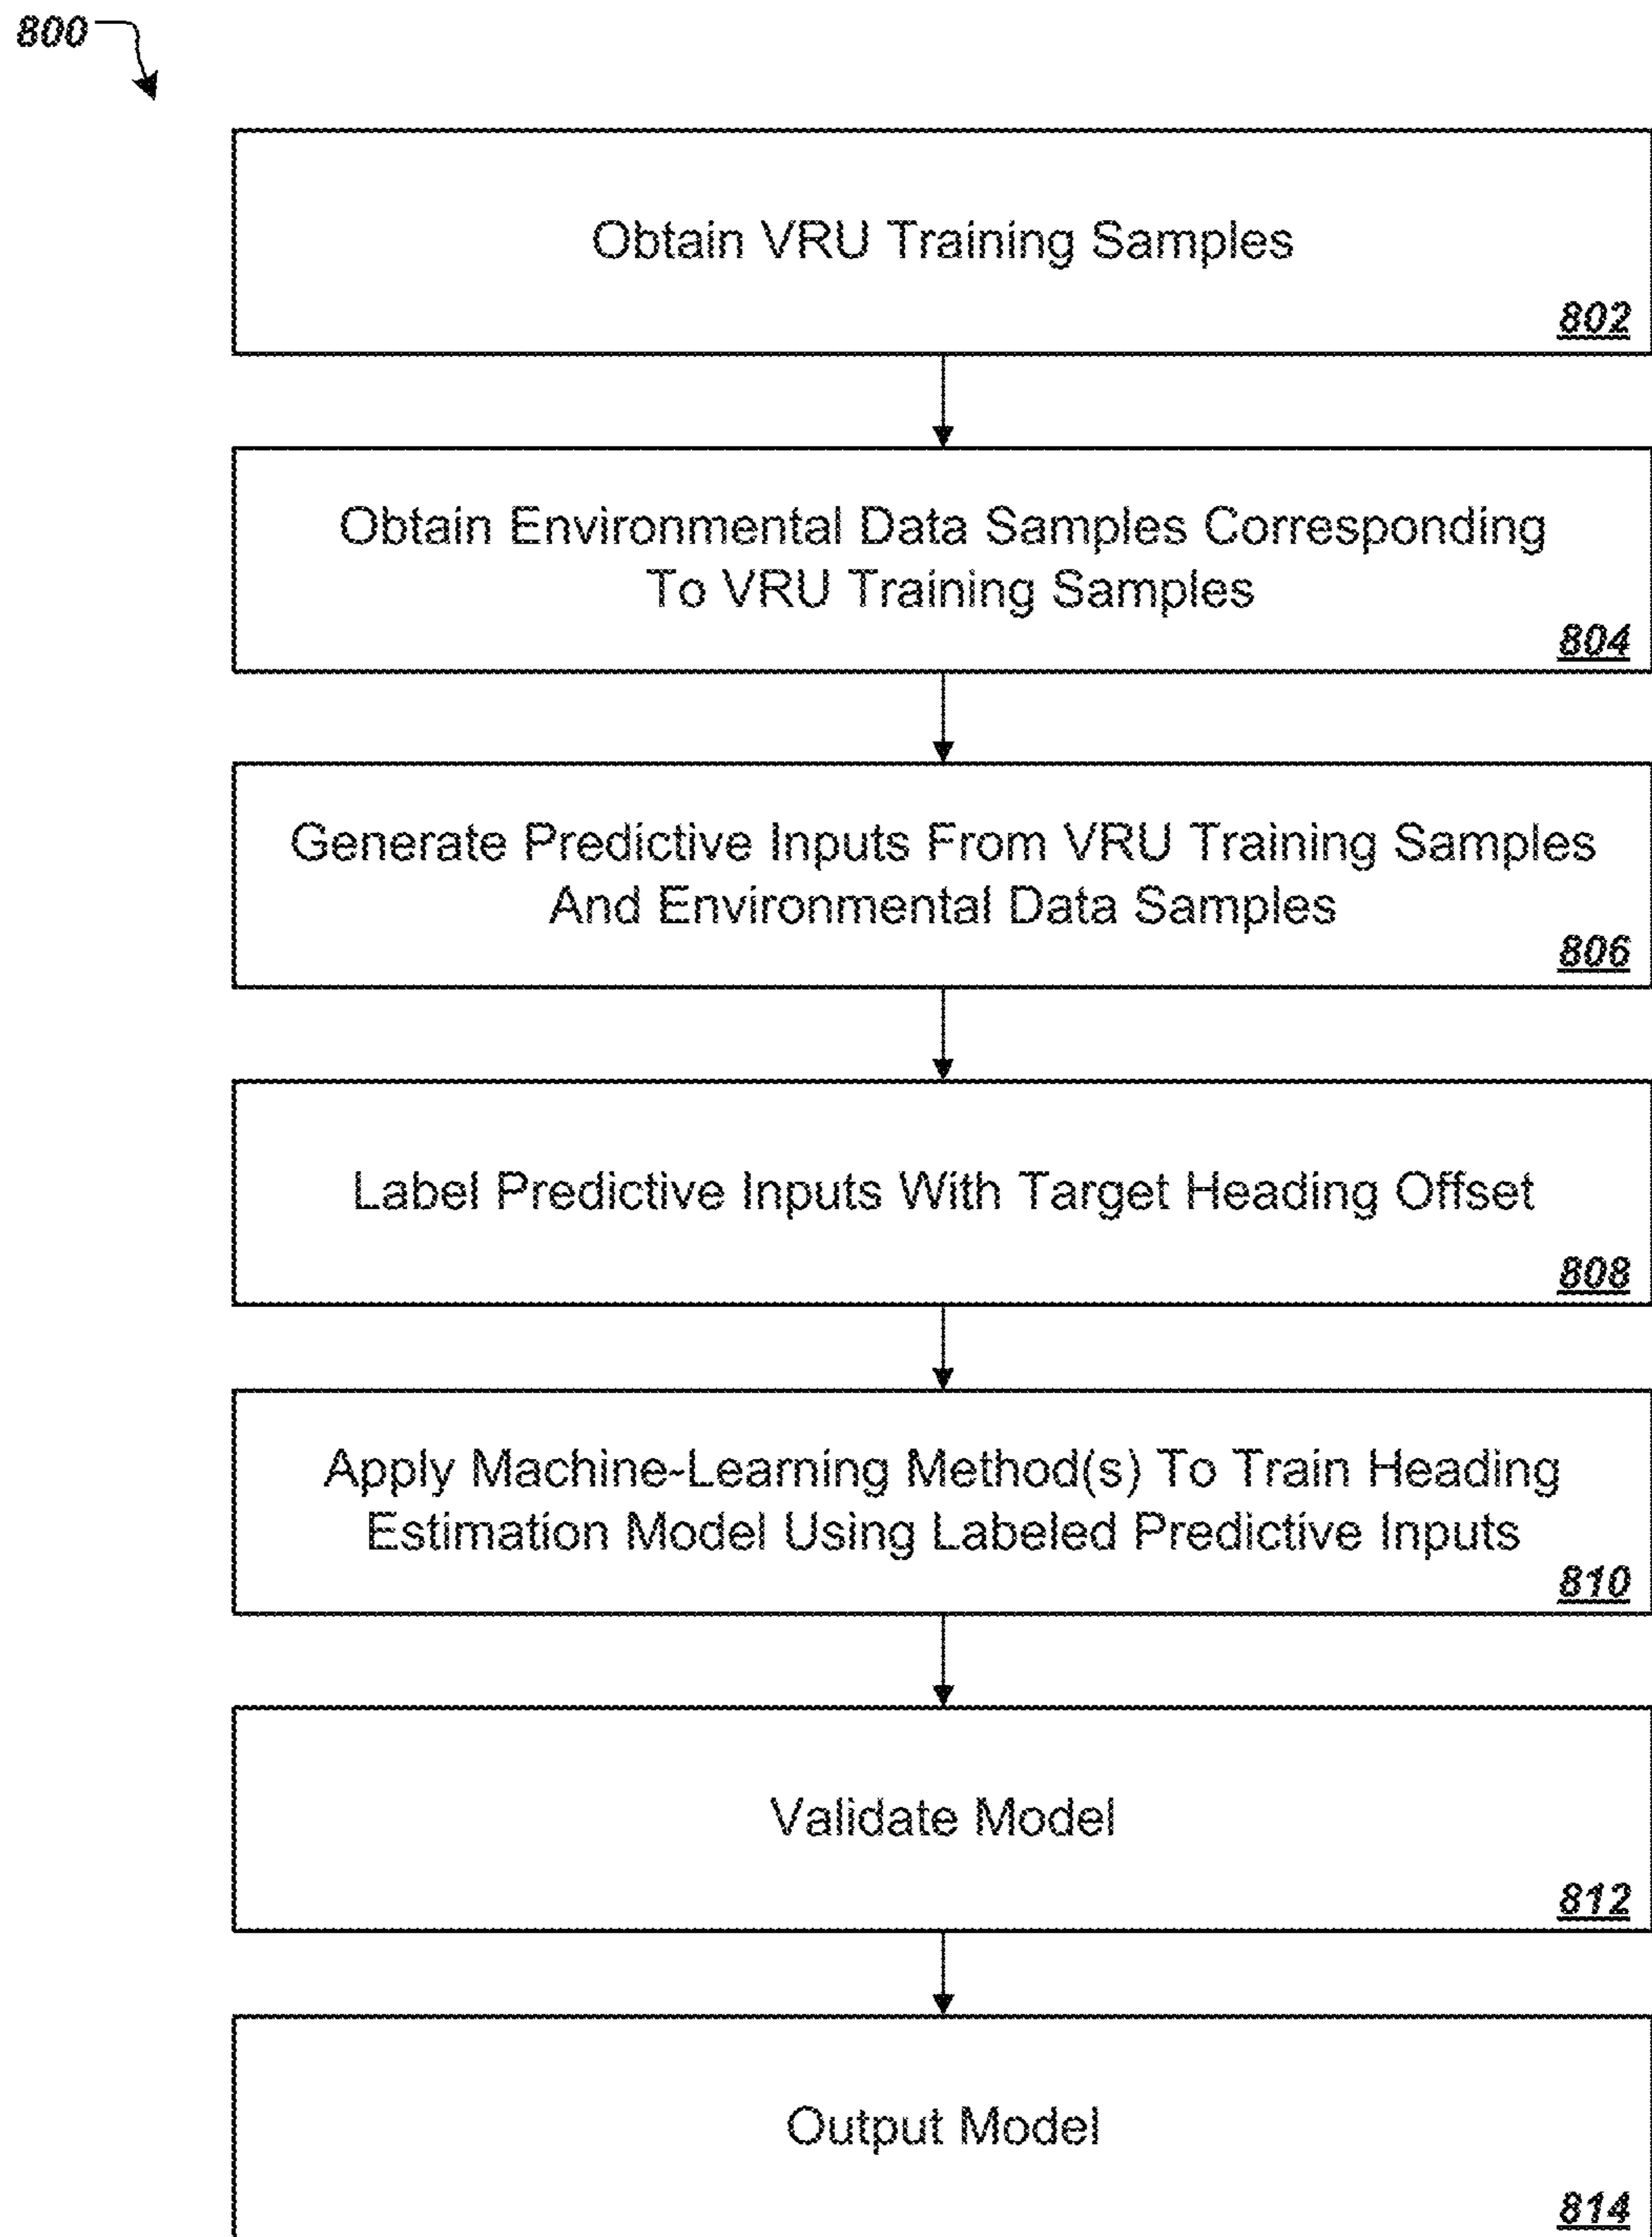 800
Obtain VRU Training Samples
802
Obtain Environmental Data Samples Corresponding
To VRU Training Samples
804
Generate Predictive Inputs From VRU Training Samples
And Environmental Data Samples
806
Label Predictive Inputs With Target Heading Offset
808
Apply Machine-Learning Method(s) To Train Heading
Estimation Model Using Labeled Predictive Inputs
810
Validate Model
812
Output Model
814